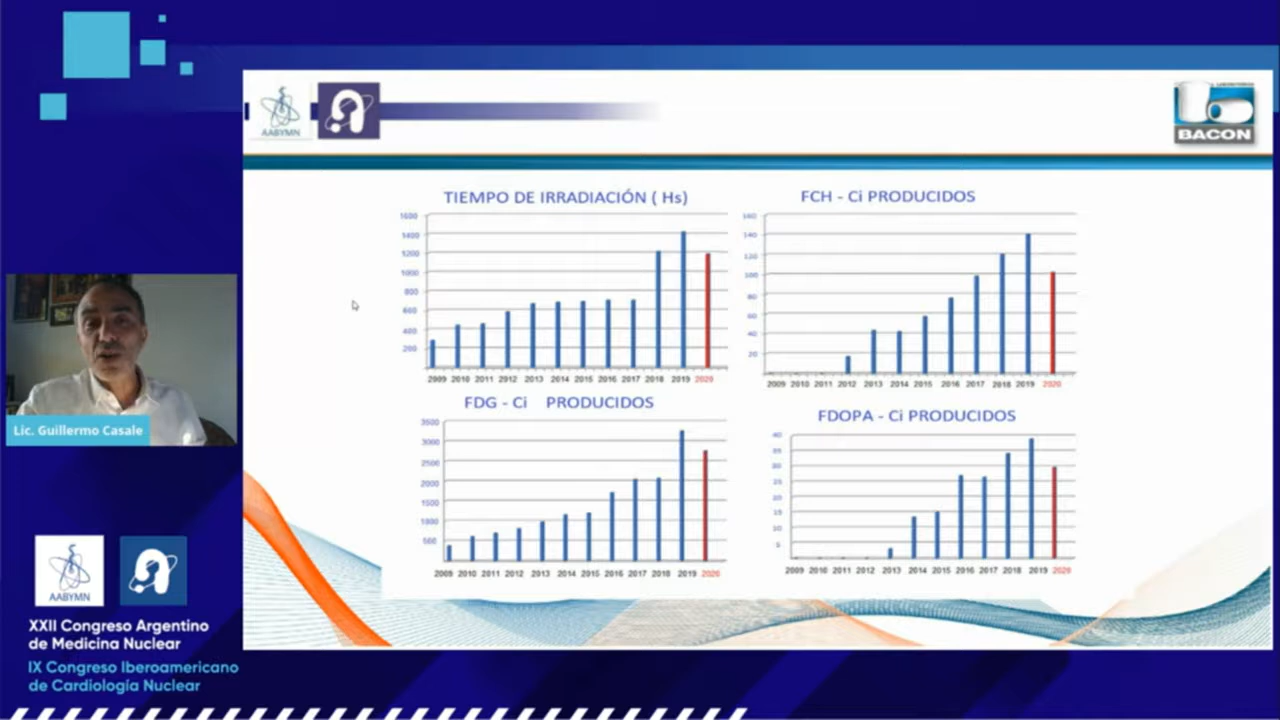 AABYMN
LABORATORIOS
BACON
TIEMPO DE IRRADIACIÓN ( Hs)
1600
1400
1200
1000
800
600
400
200
2009 2010 2011 2012 2013 2014 2015 2016 2017 2018 2019 2020
FCH - Ci PRODUCIDOS
160
140
120
100
80
60
40
20
2009 2010 2011 2012 2013 2014 2015 2016 2017 2018 2019 2020
FDG - Ci PRODUCIDOS
3500
3000
2500
2000
1500
1000
500
2009 2010 2011 2012 2013 2014 2015 2016 2017 2018 2019 2020
FDOPA - Ci PRODUCIDOS
40
35
30
25
20
15
10
5
2009 2010 2011 2012 2013 2014 2015 2016 2017 2018 2019 2020
Lic. Guillermo Casale
AABYMN
XXII Congreso Argentino
de Medicina Nuclear
IX Congreso Iberoamericano
de Cardiología Nuclear